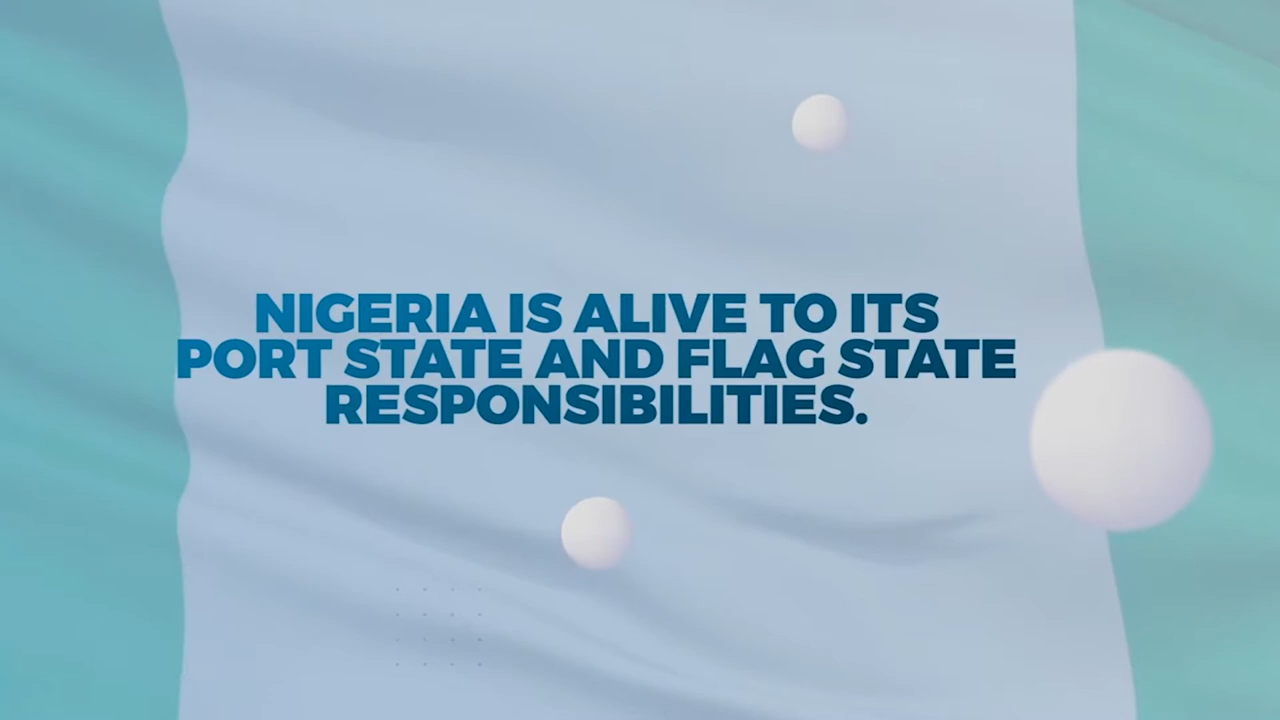 NIGERIA IS ALIVE TO ITS
PORT STATE AND FLAG STATE
RESPONSIBILITIES.